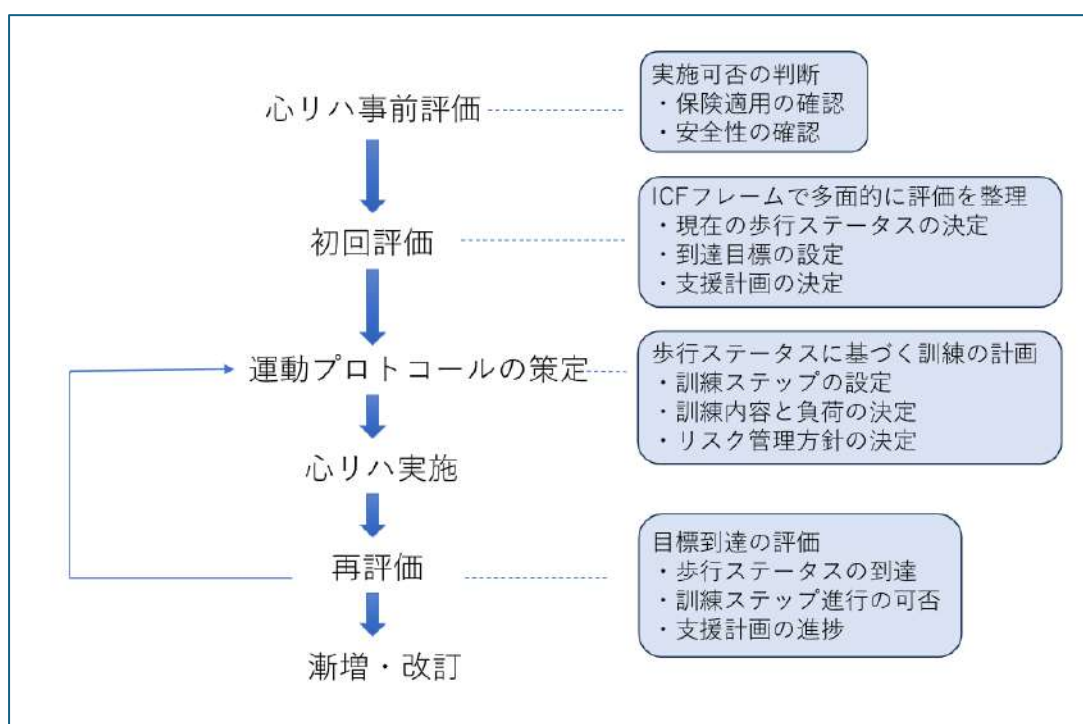 心リハ事前評価
実施可否の判断
・保険適用の確認
・安全性の確認
初回評価
ICFフレームで多面的に評価を整理
・現在の歩行ステータスの決定
・到達目標の設定
・支援計画の決定
運動プロトコールの策定
歩行ステータスに基づく訓練の計画
・訓練ステップの設定
・訓練内容と負荷の決定
・リスク管理方針の決定
心リハ実施
再評価
目標到達の評価
・歩行ステータスの到達
・訓練ステップ進行の可否
・支援計画の進捗
漸増・改訂